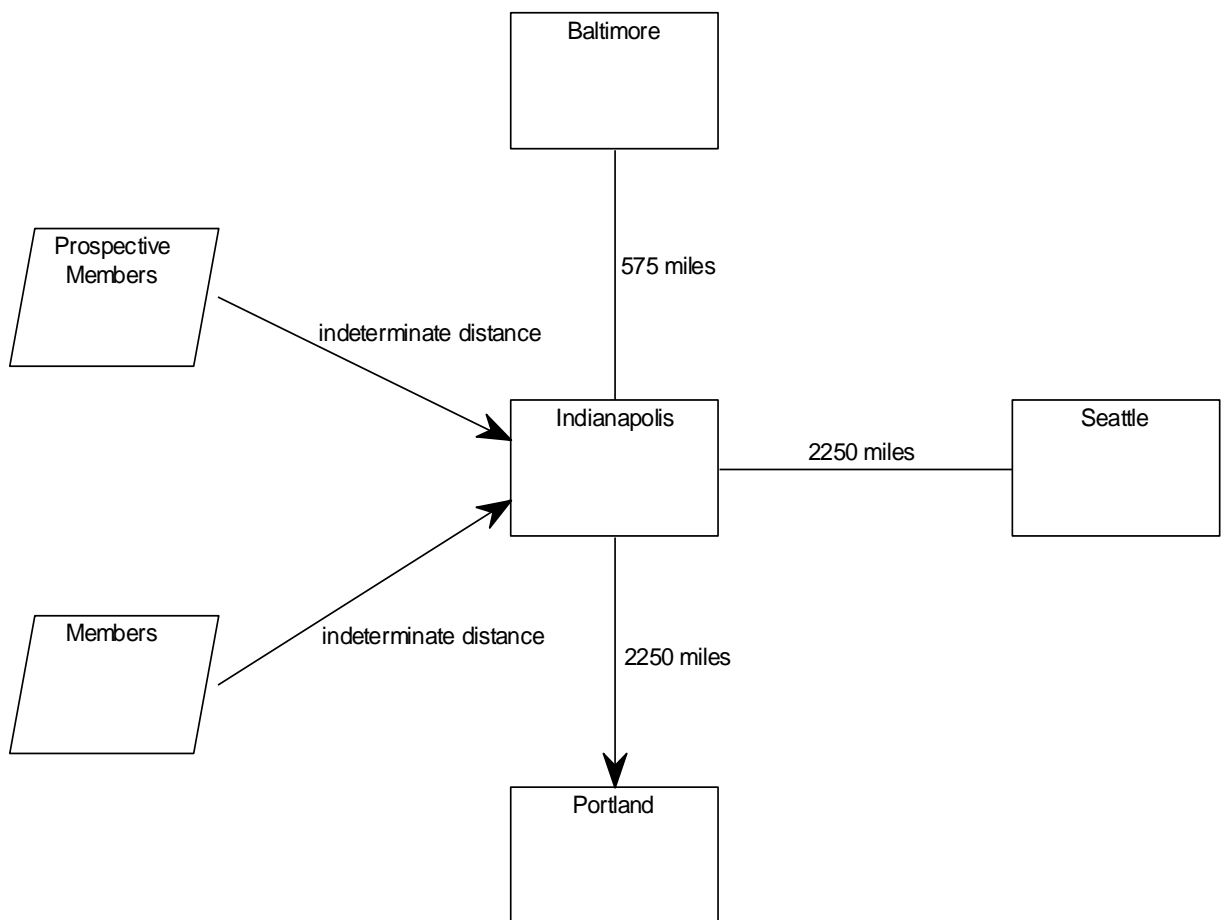 Baltimore
575 miles
Prospective
Members
indeterminate distance
Indianapolis
2250 miles
Seattle
Members
indeterminate distance
2250 miles
Portland